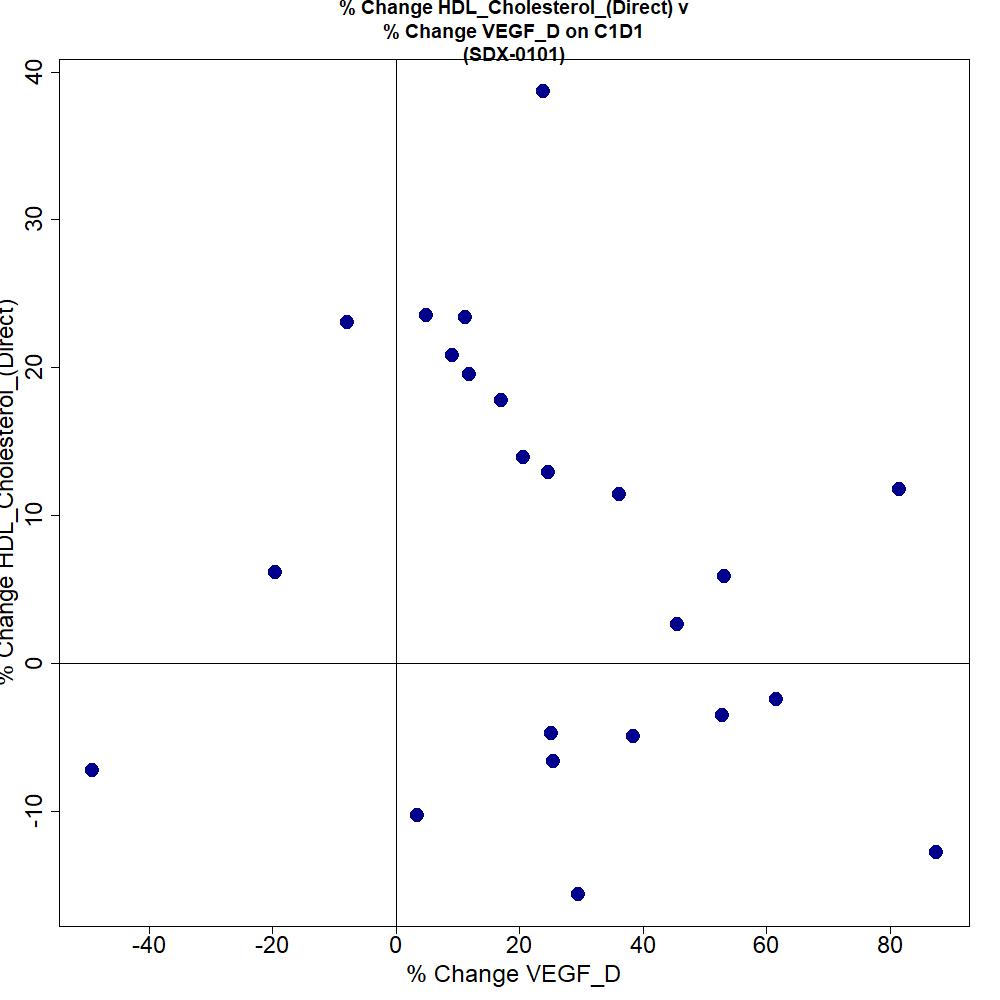 % Change HDL_Cholesterol_(Direct) v
% Change VEGF_D on C1D1
(SDX-0101)
% Change HDL_Cholesterol_(Direct)
40
30
20
10
0
-10
-40
-20
0
20
40
60
80
% Change VEGF_D